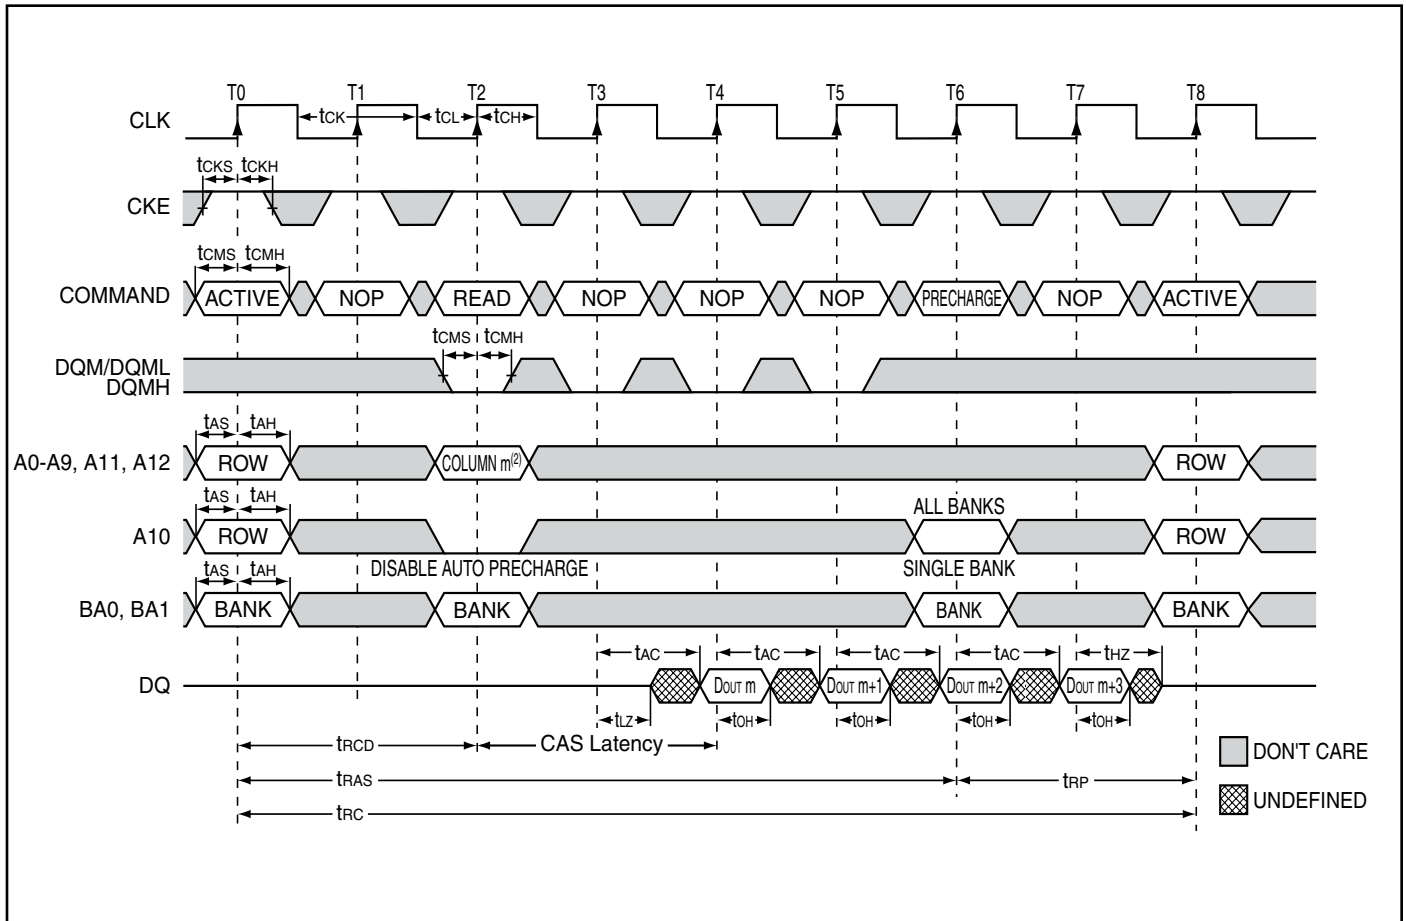 T0 T1 T2 T3 T4 T5 T6 T7 T8
CLK tCK tCL tCH
tCKS tCKH
CKE
tCMS tCMH
COMMAND ACTIVE NOP READ NOP NOP NOP PRECHARGE NOP ACTIVE
tCMS tCMH
DQM/DQML
DQMH
tAS tAH
A0-A9, A11, A12 ROW COLUMN m(2) ROW
tAS tAH
ALL BANKS
A10 ROW ROW
DISABLE AUTO PRECHARGE SINGLE BANK
tAS tAH
BA0, BA1 BANK BANK BANK BANK
tAC tAC tAC tAC tHZ
DQ DOUT m DOUT m+1 DOUT m+2 DOUT m+3
tLZ tOH tOH tOH tOH
tRCD CAS Latency
DON'T CARE
tRAS tRP
UNDEFINED
tRC